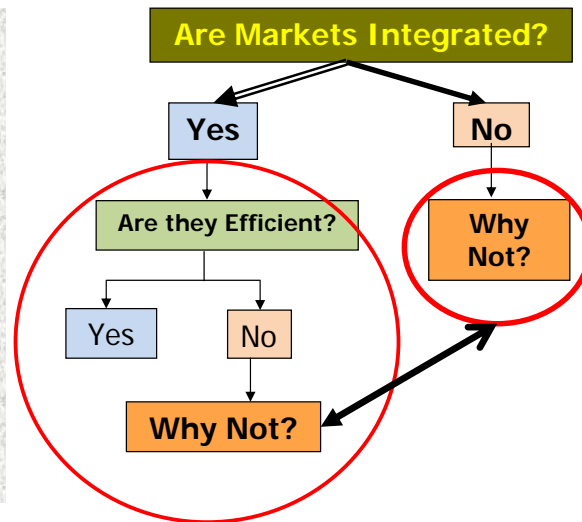 Are Markets Integrated?
Yes
No
Are they Efficient?
Why
Not?
Yes
No
Why Not?